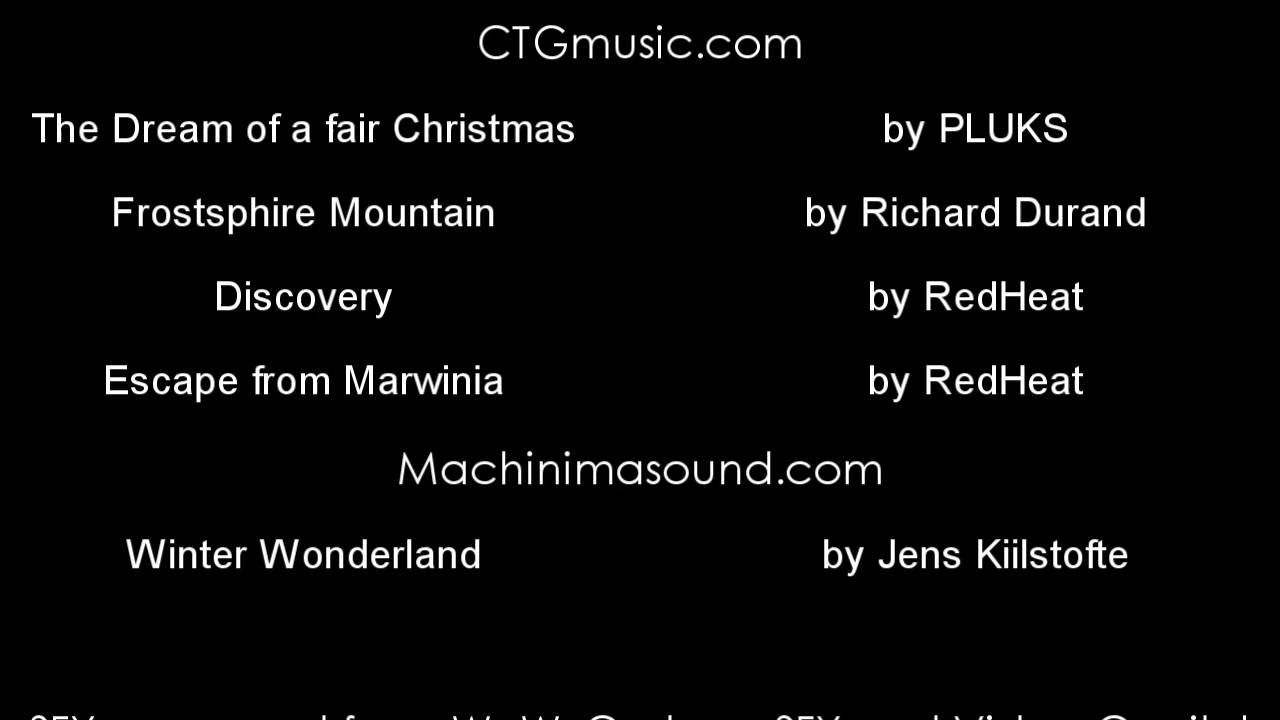 CTGmusic.com
The Dream of a fair Christmas by PLUKS
Frostsphire Mountain by Richard Durand
Discovery by RedHeat
Escape from Marwinia by RedHeat
Machinimasound.com
Winter Wonderland by Jens Kiilstofte